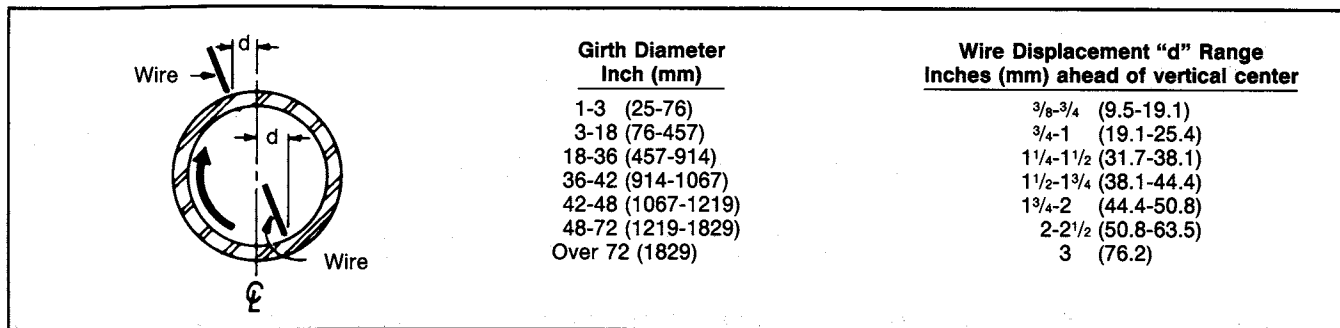 d
Wire
d
Wire
℄
Girth Diameter
Inch (mm)
1-3 (25-76)
3-18 (76-457)
18-36 (457-914)
36-42 (914-1067)
42-48 (1067-1219)
48-72 (1219-1829)
Over 72 (1829)
Wire Displacement “d” Range
Inches (mm) ahead of vertical center
3/8-3/4 (9.5-19.1)
3/4-1 (19.1-25.4)
1 1/4-1 1/2 (31.7-38.1)
1 1/2-1 3/4 (38.1-44.4)
1 3/4-2 (44.4-50.8)
2-2 1/2 (50.8-63.5)
3 (76.2)